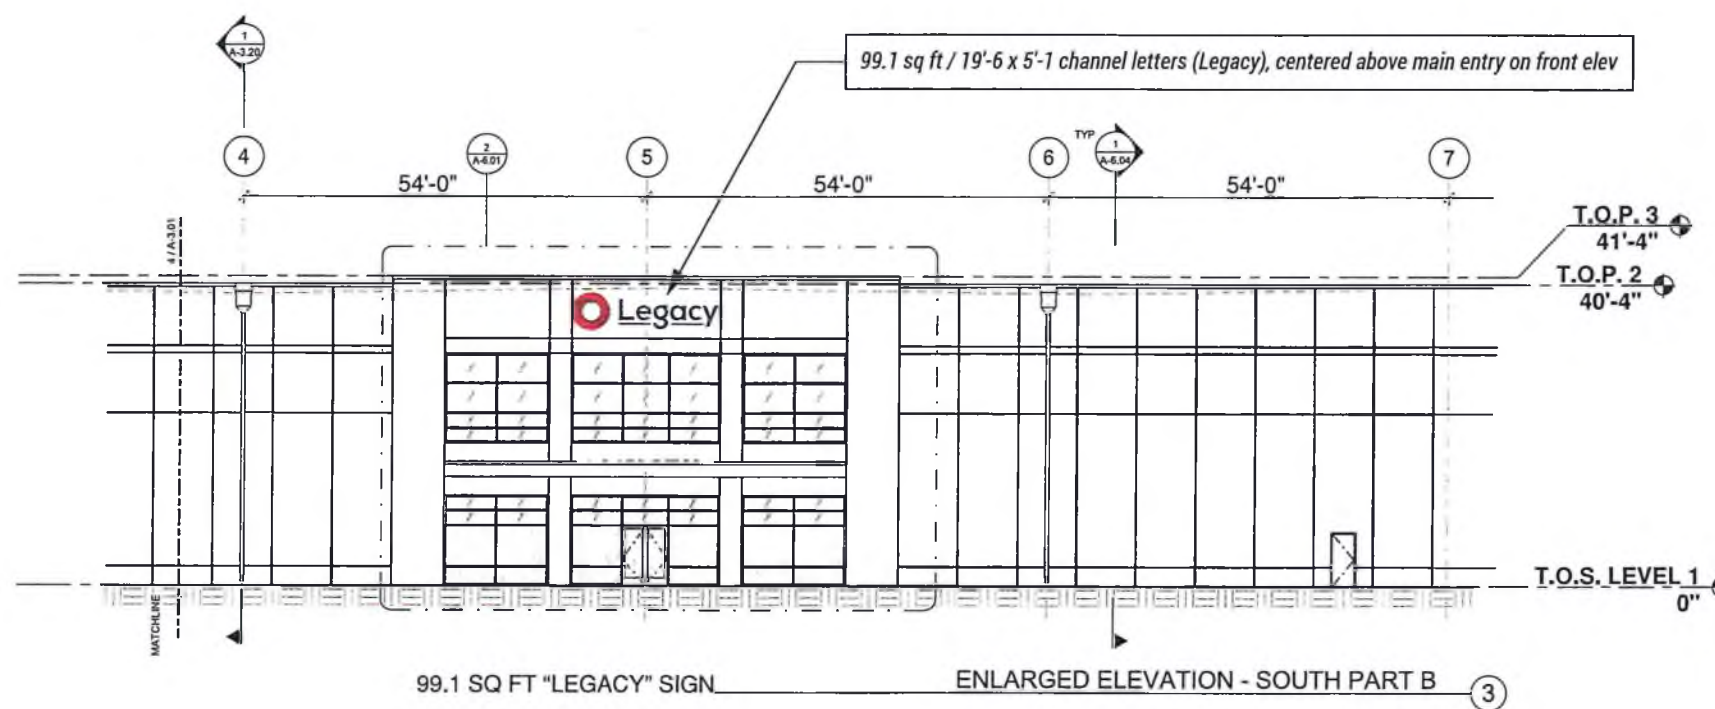 1
A-3.20
99.1 sq ft / 19'-6 x 5'-1 channel letters (Legacy), centered above main entry on front elev
4
2
A-6.01
5
6
TYP
1
A-6.04
7
54'-0"
54'-0"
54'-0"
4 / A-3.01
T.O.P. 3
41'-4"
T.O.P. 2
40'-4"
Legacy
T.O.S. LEVEL 1
0"
MATCHLINE
99.1 SQ FT “LEGACY” SIGN
ENLARGED ELEVATION - SOUTH PART B
3